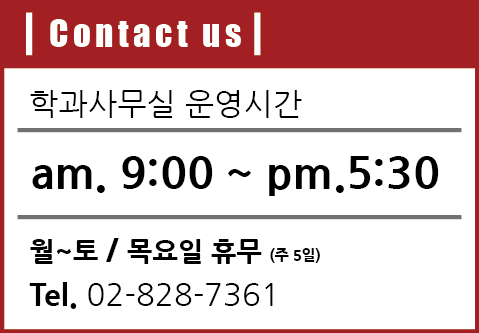 | Contact us |
학과사무실 운영시간
am. 9:00 ~ pm.5:30
월~토 / 목요일 휴무 (주 5일)
Tel. 02-828-7361